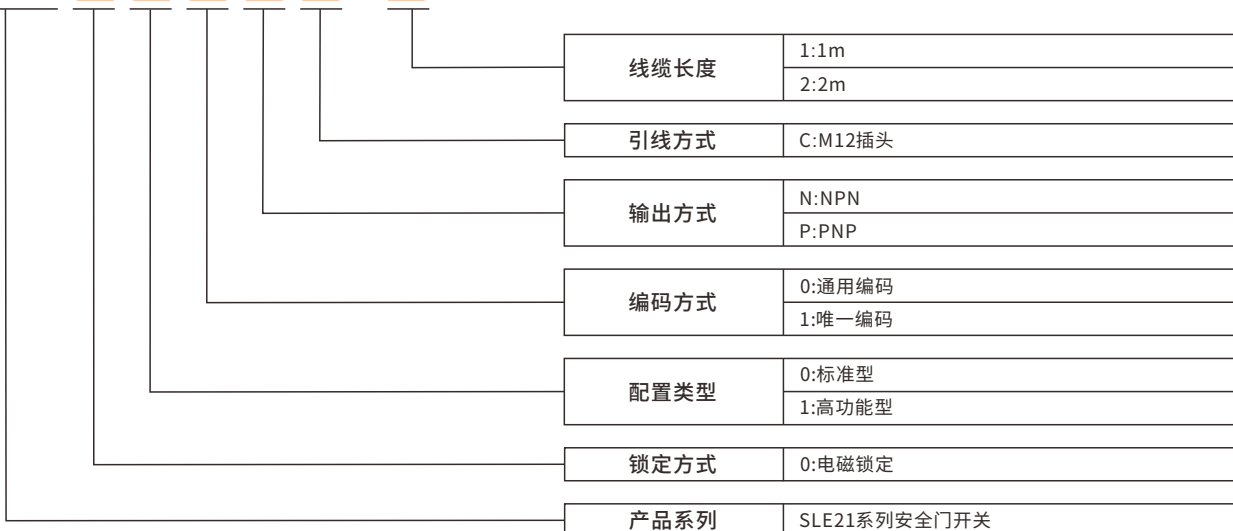 线缆长度
1:1m
2:2m
引线方式
C:M12插头
输出方式
N:NPN
P:PNP
编码方式
0:通用编码
1:唯一编码
配置类型
0:标准型
1:高功能型
锁定方式
0:电磁锁定
产品系列
SLE21系列安全门开关